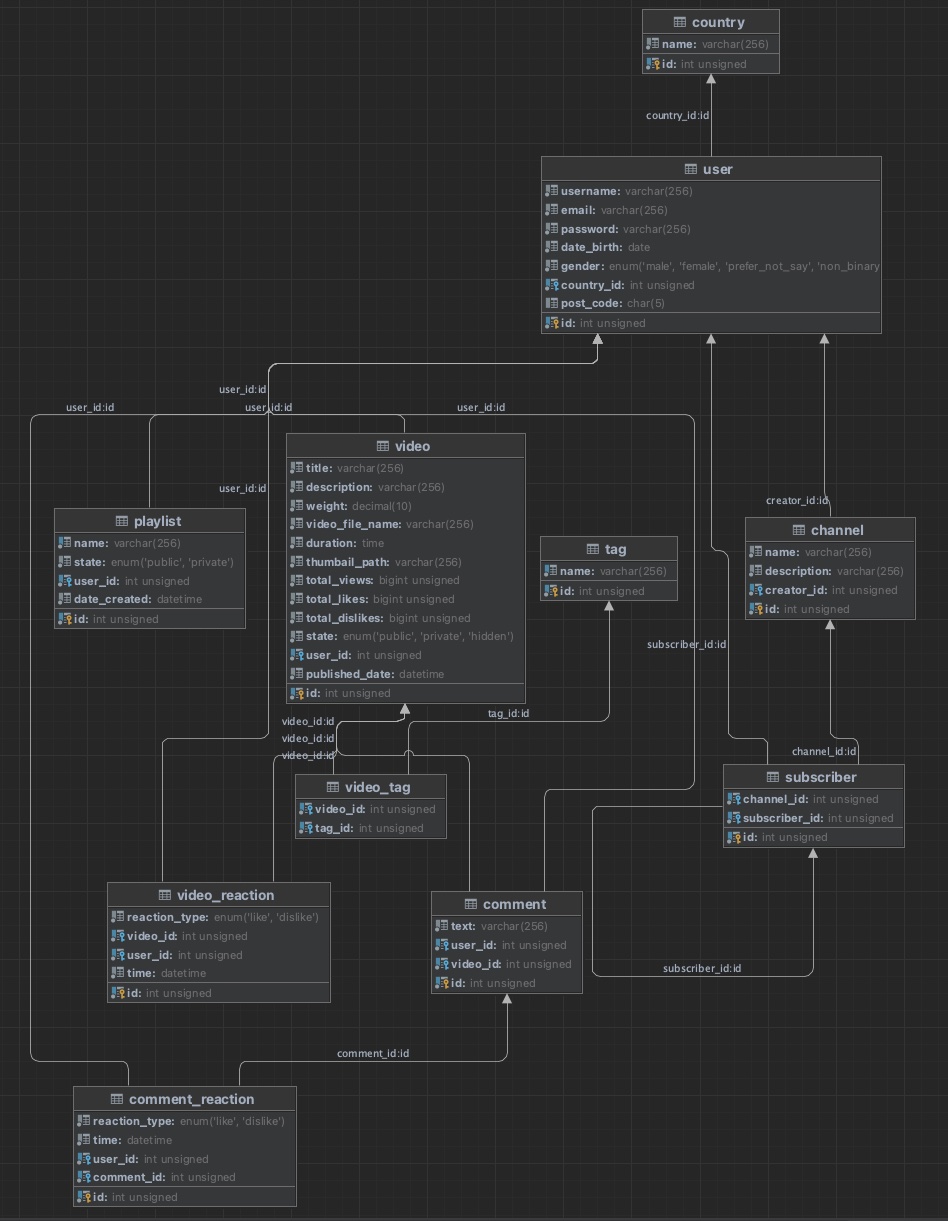 country
name: varchar(256)
id: int unsigned
country_id:id
user
username: varchar(256)
email: varchar(256)
password: varchar(256)
date_birth: date
gender: enum('male', 'female', 'prefer_not_say', 'non_binary
country_id: int unsigned
post_code: char(5)
id: int unsigned
user_id:id
user_id:id
user_id:id
user_id:id
user_id:id
video
title: varchar(256)
description: varchar(256)
weight: decimal(10)
video_file_name: varchar(256)
duration: time
thumbail_path: varchar(256)
total_views: bigint unsigned
total_likes: bigint unsigned
total_dislikes: bigint unsigned
state: enum('public', 'private', 'hidden')
user_id: int unsigned
published_date: datetime
id: int unsigned
playlist
name: varchar(256)
state: enum('public', 'private')
user_id: int unsigned
date_created: datetime
id: int unsigned
tag
name: varchar(256)
id: int unsigned
creator_id:id
channel
name: varchar(256)
description: varchar(256)
creator_id: int unsigned
id: int unsigned
subscriber_id:id
tag_id:id
video_id:id
video_id:id
video_id:id
channel_id:id
video_tag
video_id: int unsigned
tag_id: int unsigned
subscriber
channel_id: int unsigned
subscriber_id: int unsigned
id: int unsigned
video_reaction
reaction_type: enum('like', 'dislike')
video_id: int unsigned
user_id: int unsigned
time: datetime
id: int unsigned
comment
text: varchar(256)
user_id: int unsigned
video_id: int unsigned
id: int unsigned
subscriber_id:id
comment_id:id
comment_reaction
reaction_type: enum('like', 'dislike')
time: datetime
user_id: int unsigned
comment_id: int unsigned
id: int unsigned